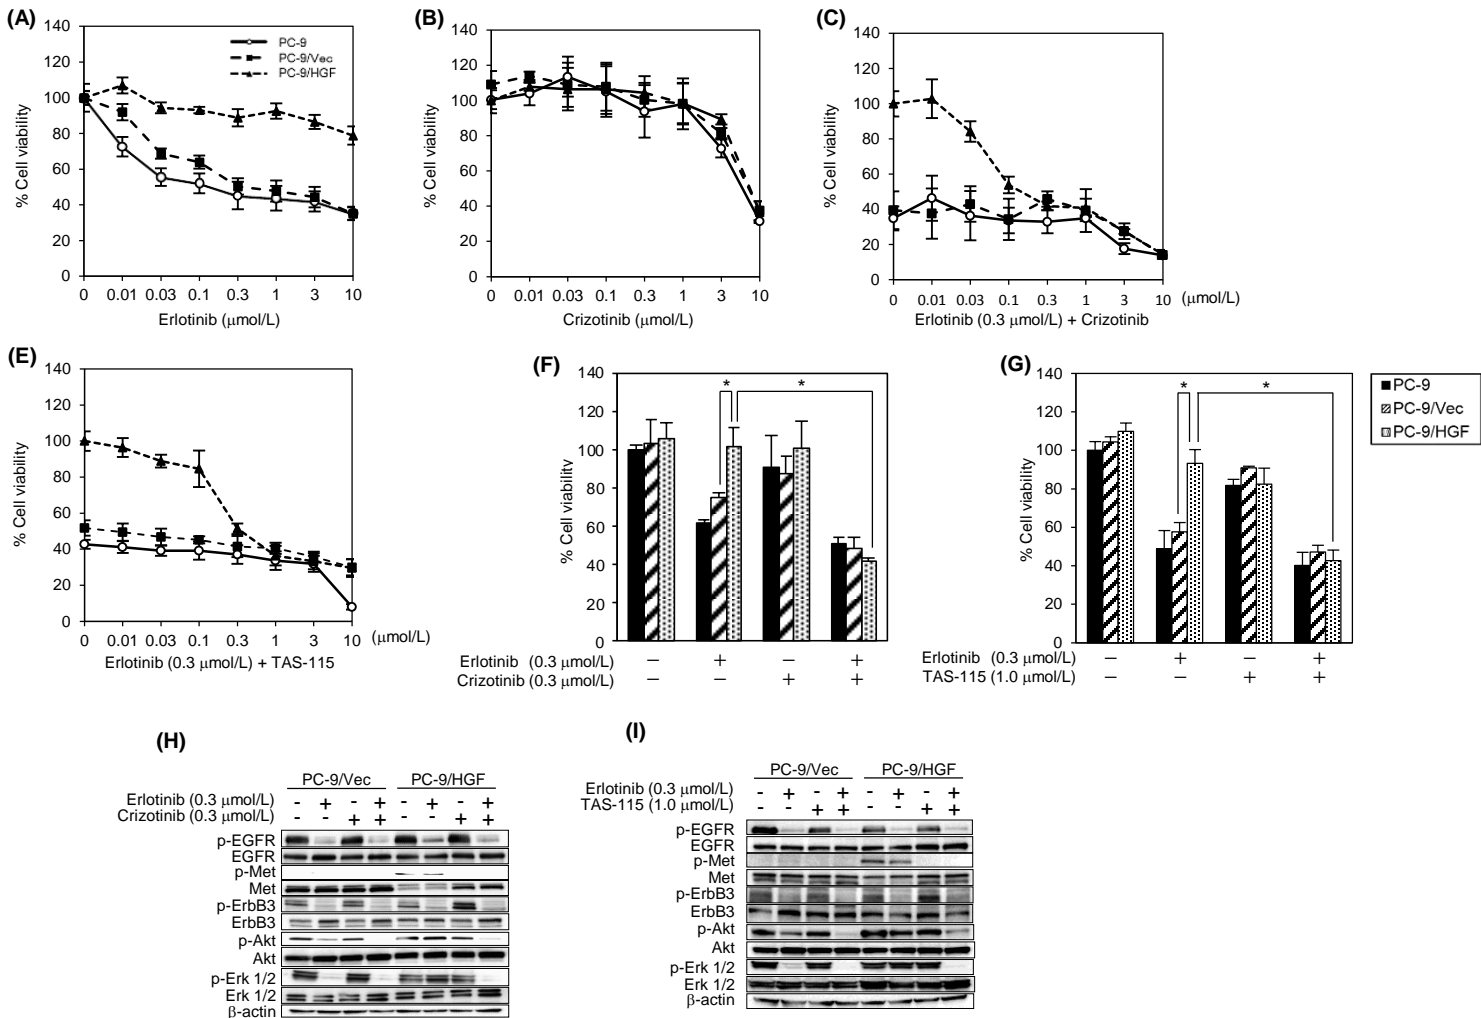 (A)
140
120
100
80
60
40
20
0
% Cell viability
PC-9
PC-9/Vec
PC-9/HGF
0 0.01 0.03 0.1 0.3 1 3 10
Erlotinib (μmol/L)
(B)
140
120
100
80
60
40
20
0
% Cell viability
0 0.01 0.03 0.1 0.3 1 3 10
Crizotinib (μmol/L)
(C)
140
120
100
80
60
40
20
0
% Cell viability
0 0.01 0.03 0.1 0.3 1 3 10 (μmol/L)
Erlotinib (0.3 μmol/L) + Crizotinib
(E)
140
120
100
80
60
40
20
0
% Cell viability
0 0.01 0.03 0.1 0.3 1 3 10 (μmol/L)
Erlotinib (0.3 μmol/L) + TAS-115
(F)
140
120
100
80
60
40
20
0
% Cell viability
* *
Erlotinib (0.3 μmol/L) − + − +
Crizotinib (0.3 μmol/L) − − + +
(G)
140
120
100
80
60
40
20
0
% Cell viability
* *
Erlotinib (0.3 μmol/L) − + − +
TAS-115 (1.0 μmol/L) − − + +
PC-9
PC-9/Vec
PC-9/HGF
(H)
PC-9/Vec PC-9/HGF
Erlotinib (0.3 μmol/L) - + - + - + - +
Crizotinib (0.3 μmol/L) - - + + - - + +
p-EGFR
EGFR
p-Met
Met
p-ErbB3
ErbB3
p-Akt
Akt
p-Erk 1/2
Erk 1/2
β-actin
(I)
PC-9/Vec PC-9/HGF
Erlotinib (0.3 μmol/L) - + - + - + - +
TAS-115 (1.0 μmol/L) - - + + - - + +
p-EGFR
EGFR
p-Met
Met
p-ErbB3
ErbB3
p-Akt
Akt
p-Erk 1/2
Erk 1/2
β-actin